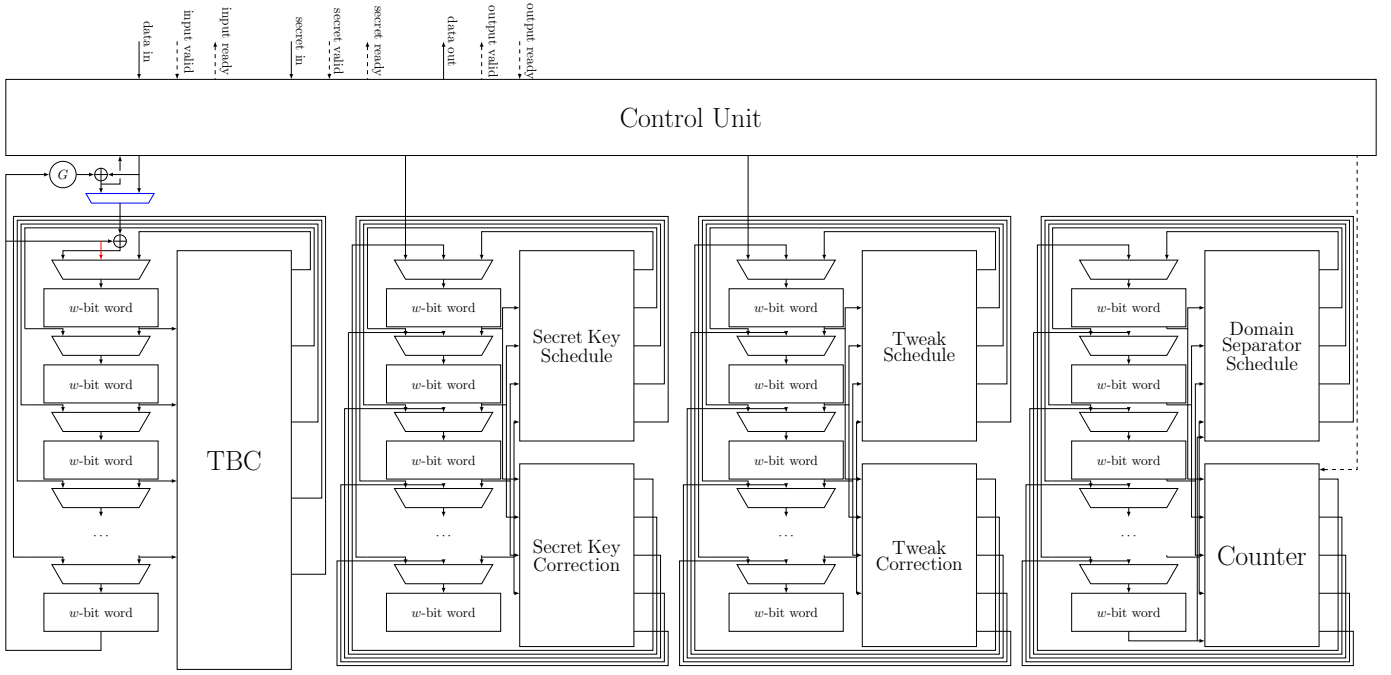 data in
input valid
input ready
secret in
secret valid
secret ready
data out
output valid
output ready
Control Unit
G
w-bit word
w-bit word
w-bit word
. . .
w-bit word
TBC
w-bit word
w-bit word
w-bit word
. . .
w-bit word
Secret Key
Schedule
Secret Key
Correction
w-bit word
w-bit word
w-bit word
. . .
w-bit word
Tweak
Schedule
Tweak
Correction
w-bit word
w-bit word
w-bit word
. . .
w-bit word
Domain
Separator
Schedule
Counter